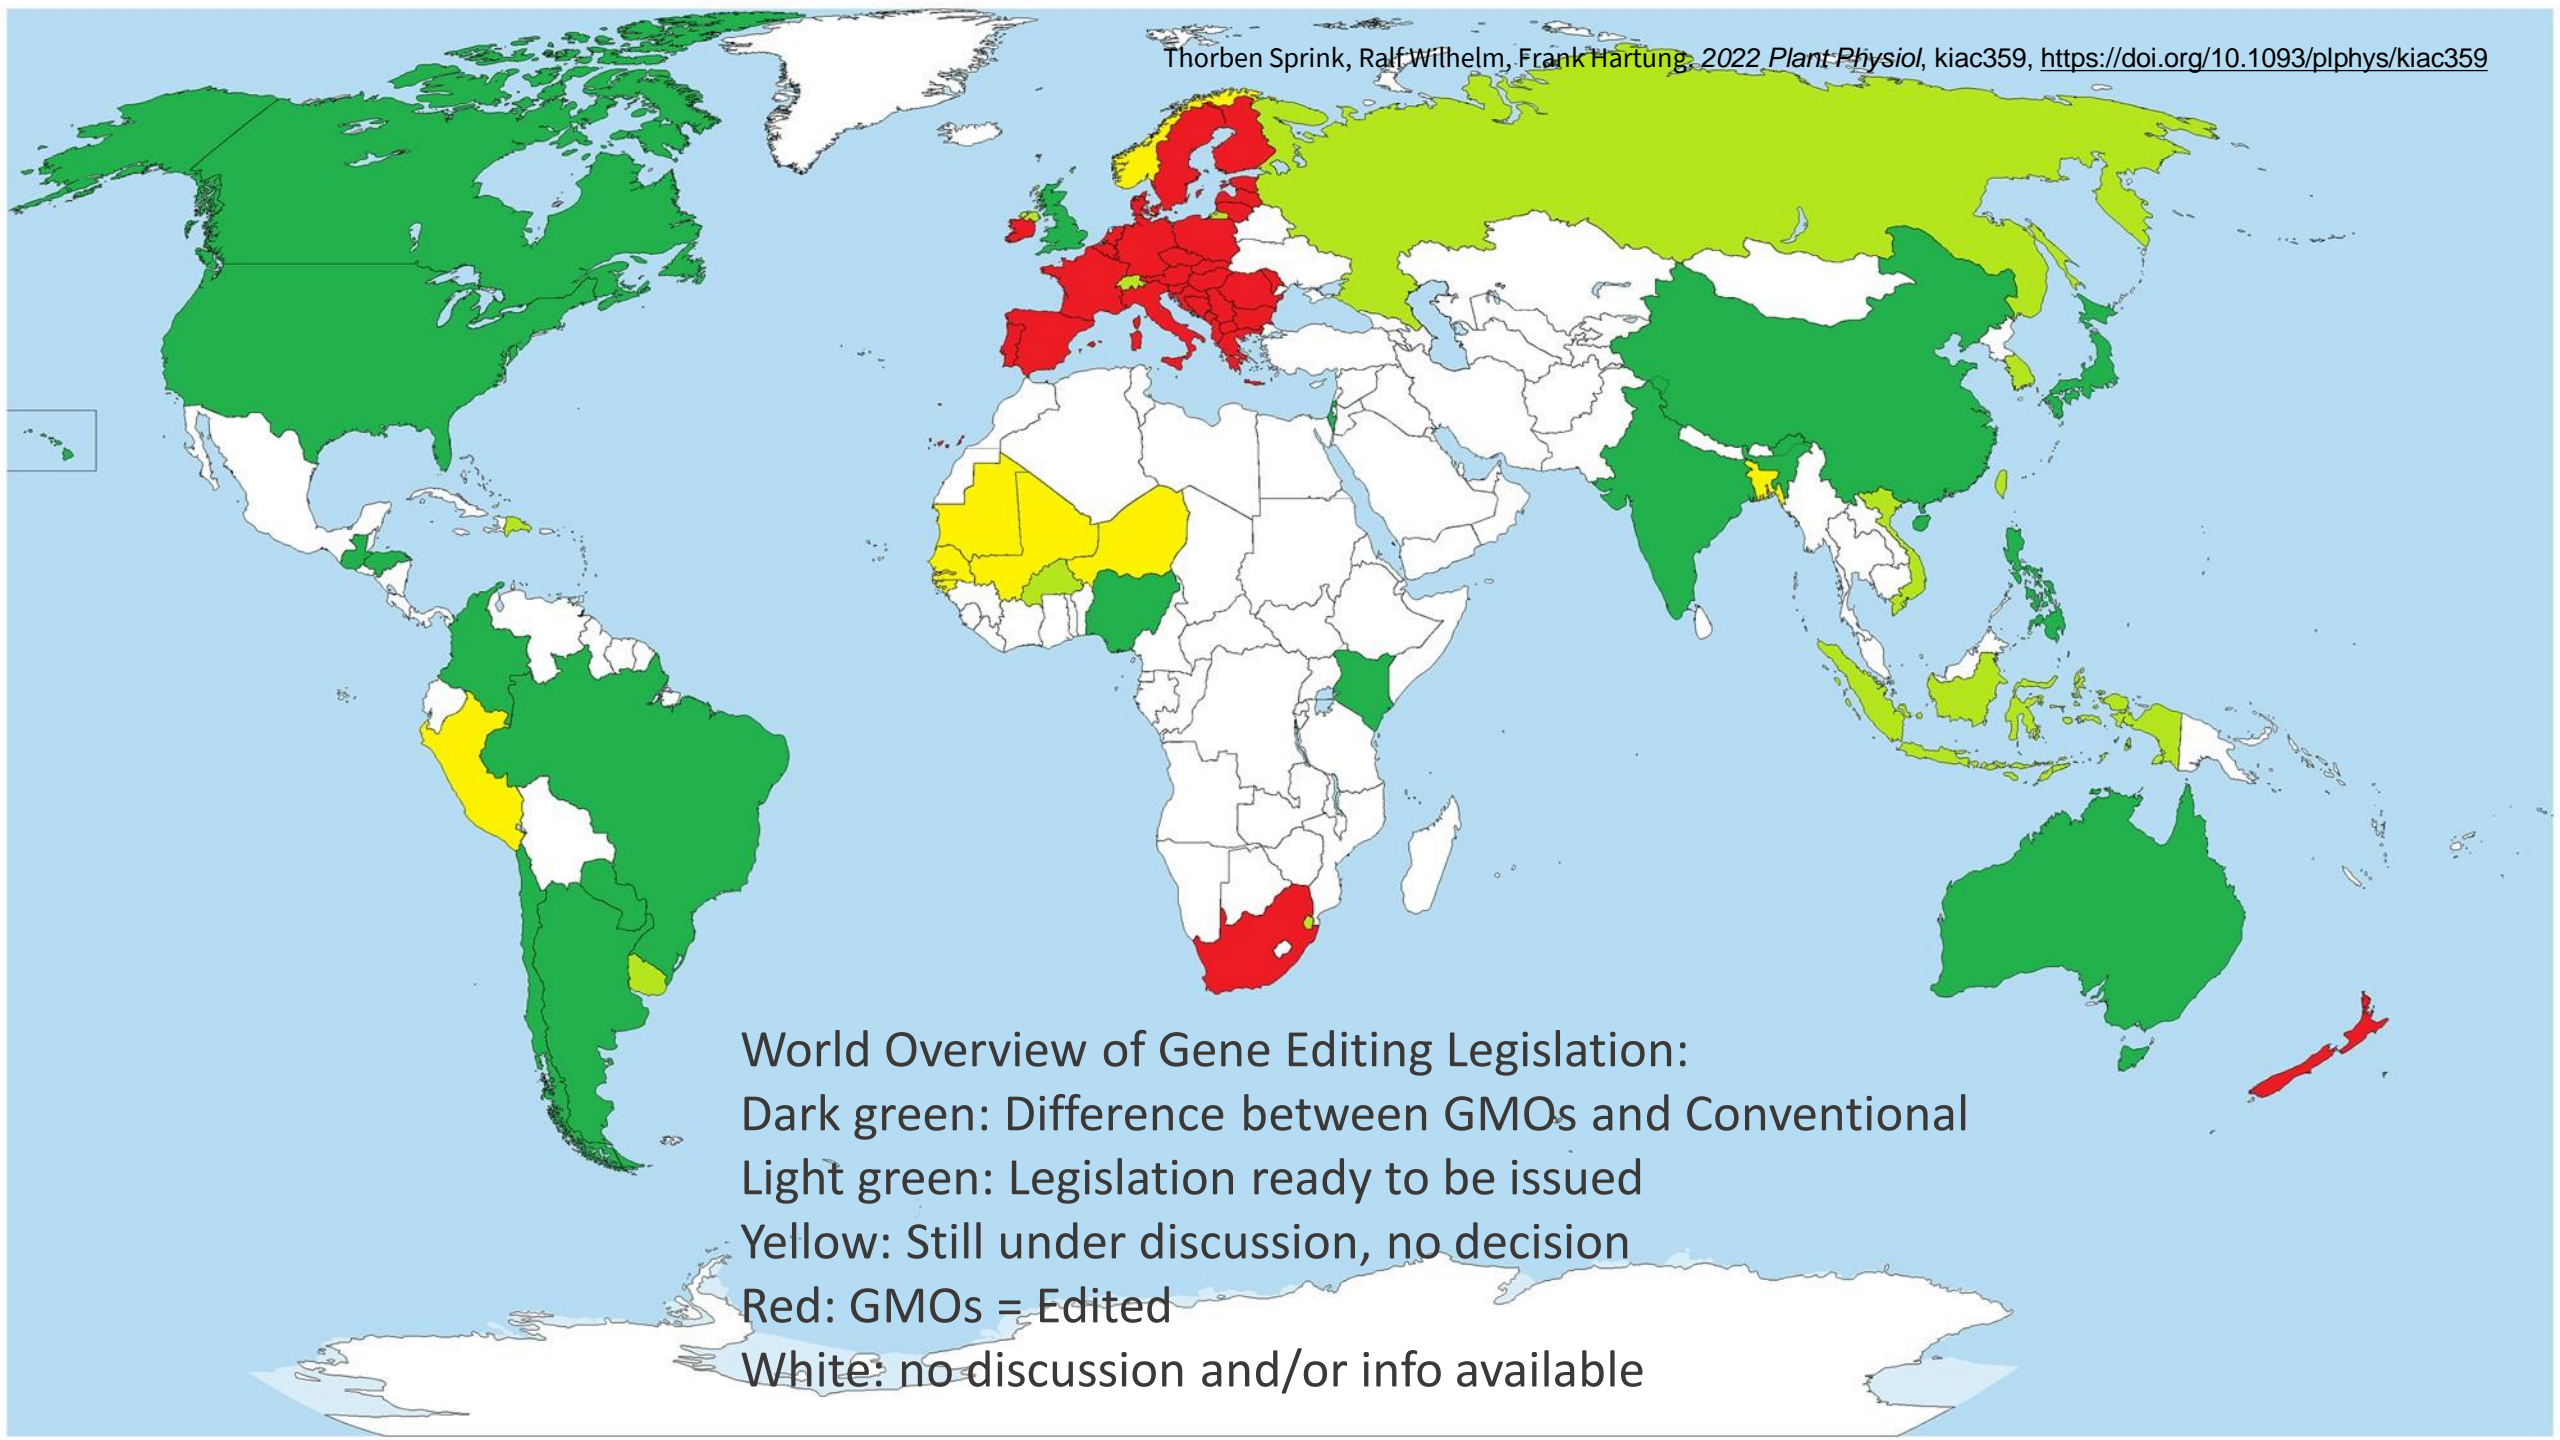 Thorben Sprink, Ralf Wilhelm, Frank Hartung. 2022 Plant Physiol, kiac359, https://doi.org/10.1093/plphys/kiac359
World Overview of Gene Editing Legislation:
Dark green: Difference between GMOs and Conventional
Light green: Legislation ready to be issued
Yellow: Still under discussion, no decision
Red: GMOs = Edited
White: no discussion and/or info available